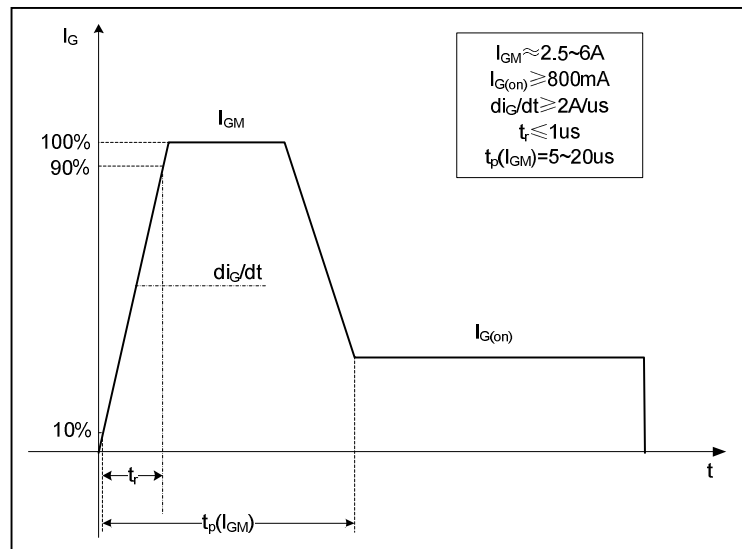 I_G
I_GM≈2.5~6A
I_G(on)≥800mA
di_G/dt≥2A/us
t_r≤1us
t_p(I_GM)=5~20us
I_GM
100%
90%
di_G/dt
I_G(on)
10%
t
t_r
t_p(I_GM)